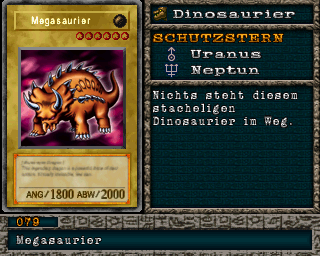 Megasaurier
ANG/1800 ABW/2000
Dinosaurier
SCHUTZSTERN
Uranus
Neptun
Nichts steht diesem
stacheligen
Dinosaurier im Weg.
079
Megasaurier